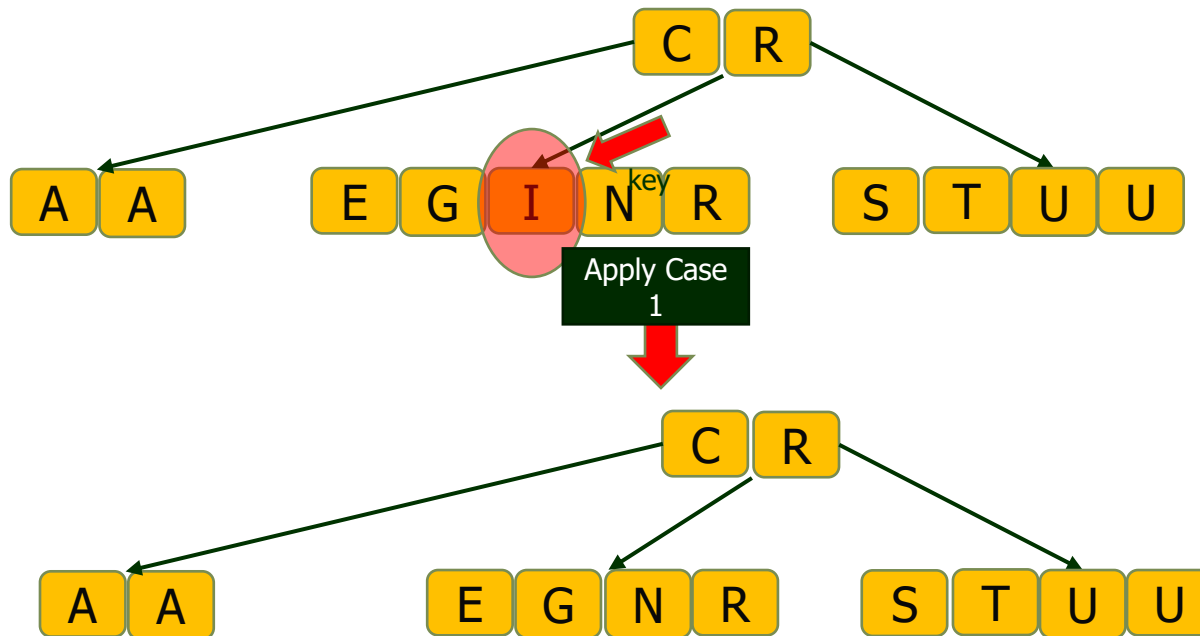 C R
A A E G I N R S T U U
key
Apply Case
1
C R
A A E G N R S T U U